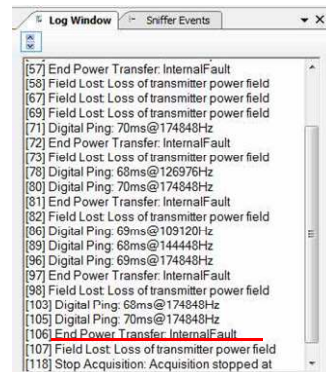 Log Window Sniffer Events
[57] End Power Transfer: InternalFault
[58] Field Lost: Loss of transmitter power field
[67] Field Lost: Loss of transmitter power field
[69] Field Lost: Loss of transmitter power field
[71] Digital Ping: 70ms@174848Hz
[72] End Power Transfer: InternalFault
[73] Field Lost: Loss of transmitter power field
[78] Digital Ping: 68ms@126976Hz
[80] Digital Ping: 70ms@174848Hz
[81] End Power Transfer: InternalFault
[82] Field Lost: Loss of transmitter power field
[86] Digital Ping: 69ms@109120Hz
[89] Digital Ping: 68ms@144448Hz
[96] Digital Ping: 69ms@174848Hz
[97] End Power Transfer: InternalFault
[98] Field Lost: Loss of transmitter power field
[103] Digital Ping: 68ms@174848Hz
[105] Digital Ping: 70ms@174848Hz
[106] End Power Transfer: InternalFault
[107] Field Lost: Loss of transmitter power field
[118] Stop Acquisition: Acquisition stopped at